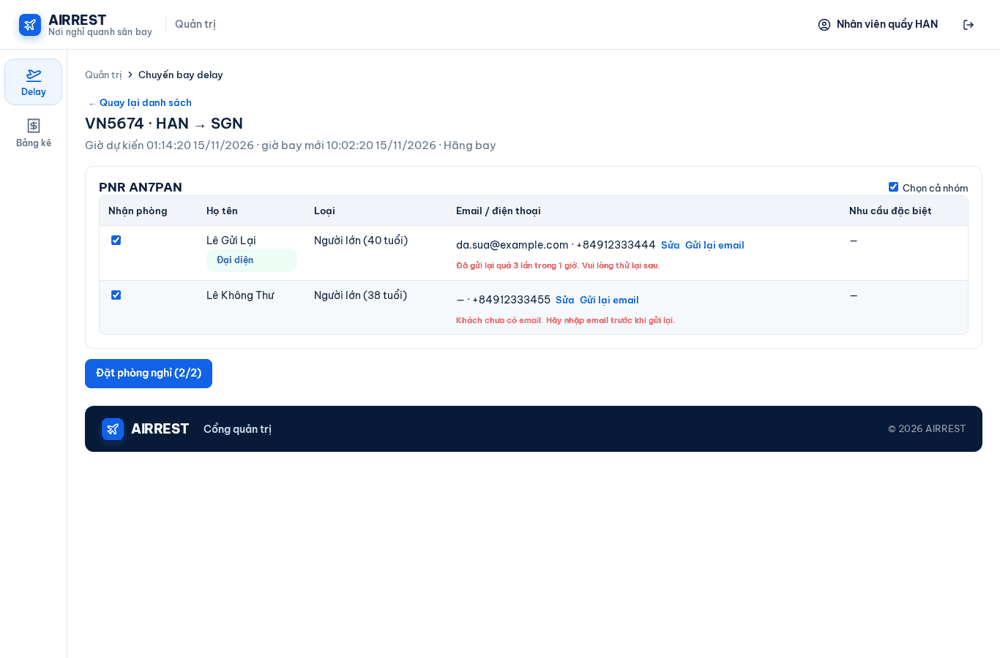 AIRREST
Nơi nghỉ quanh sân bay
Quản trị
Nhân viên quầy HAN
Delay
Bảng kê
Quản trị > Chuyến bay delay
← Quay lại danh sách
VN5674 · HAN → SGN
Giờ dự kiến 01:14:20 15/11/2026 · giờ bay mới 10:02:20 15/11/2026 · Hãng bay
PNR AN7PAN
Chọn cả nhóm
Nhận phòng Họ tên Loại Email / điện thoại Nhu cầu đặc biệt
Lê Gửi Lại Người lớn (40 tuổi) da.sua@example.com · +84912333444 Sửa Gửi lại email —
Đại diện
Đã gửi lại quá 3 lần trong 1 giờ. Vui lòng thử lại sau.
Lê Không Thư Người lớn (38 tuổi) — · +84912333455 Sửa Gửi lại email —
Khách chưa có email. Hãy nhập email trước khi gửi lại.
Đặt phòng nghỉ (2/2)
AIRREST Cổng quản trị © 2026 AIRREST